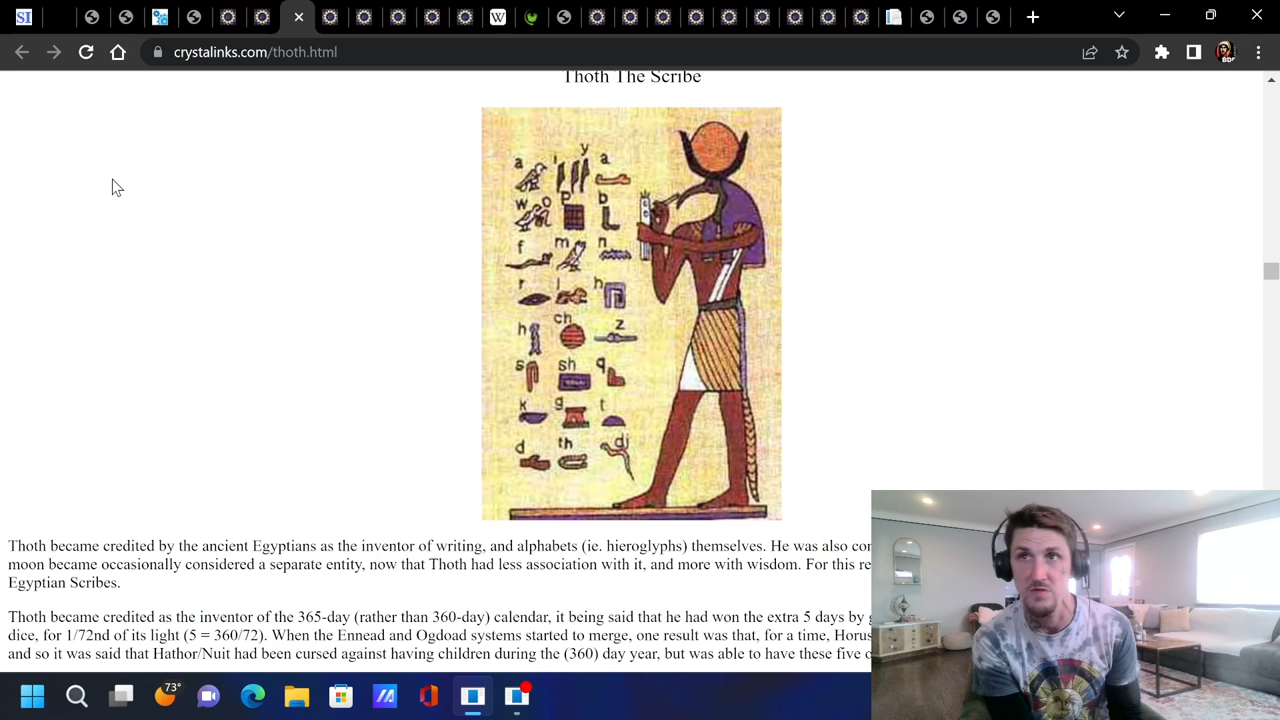 SI
W
crystalinks.com/thoth.html
BDF
Thoth The Scribe
a i y a
w o p b
f m n
r l h
h ch z
s sh q
k g t
d th dj
Thoth became credited by the ancient Egyptians as the inventor of writing, and alphabets (ie. hieroglyphs) themselves. He was also
moon became occasionally considered a separate entity, now that Thoth had less association with it, and more with wisdom. For this
Egyptian Scribes.
Thoth became credited as the inventor of the 365-day (rather than 360-day) calendar, it being said that he had won the extra 5 days by
dice, for 1/72nd of its light (5 = 360/72). When the Ennead and Ogdoad systems started to merge, one result was that, for a time, Horus
and so it was said that Hathor/Nuit had been cursed against having children during the (360) day year, but was able to have these five
73°